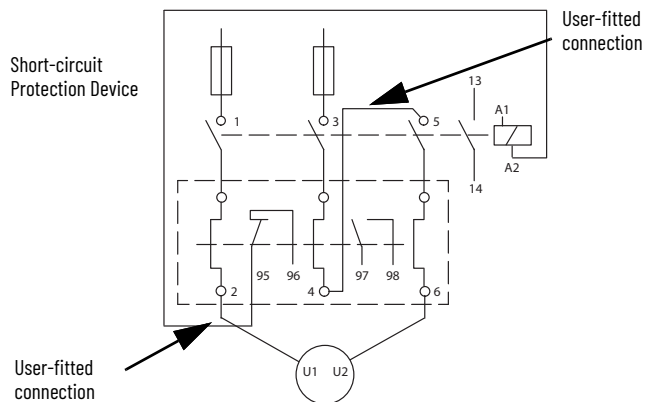 User-fitted
connection
Short-circuit
Protection Device
13
1
3
5
A1
A2
14
95
96
97
98
2
4
6
User-fitted
connection
U1 U2